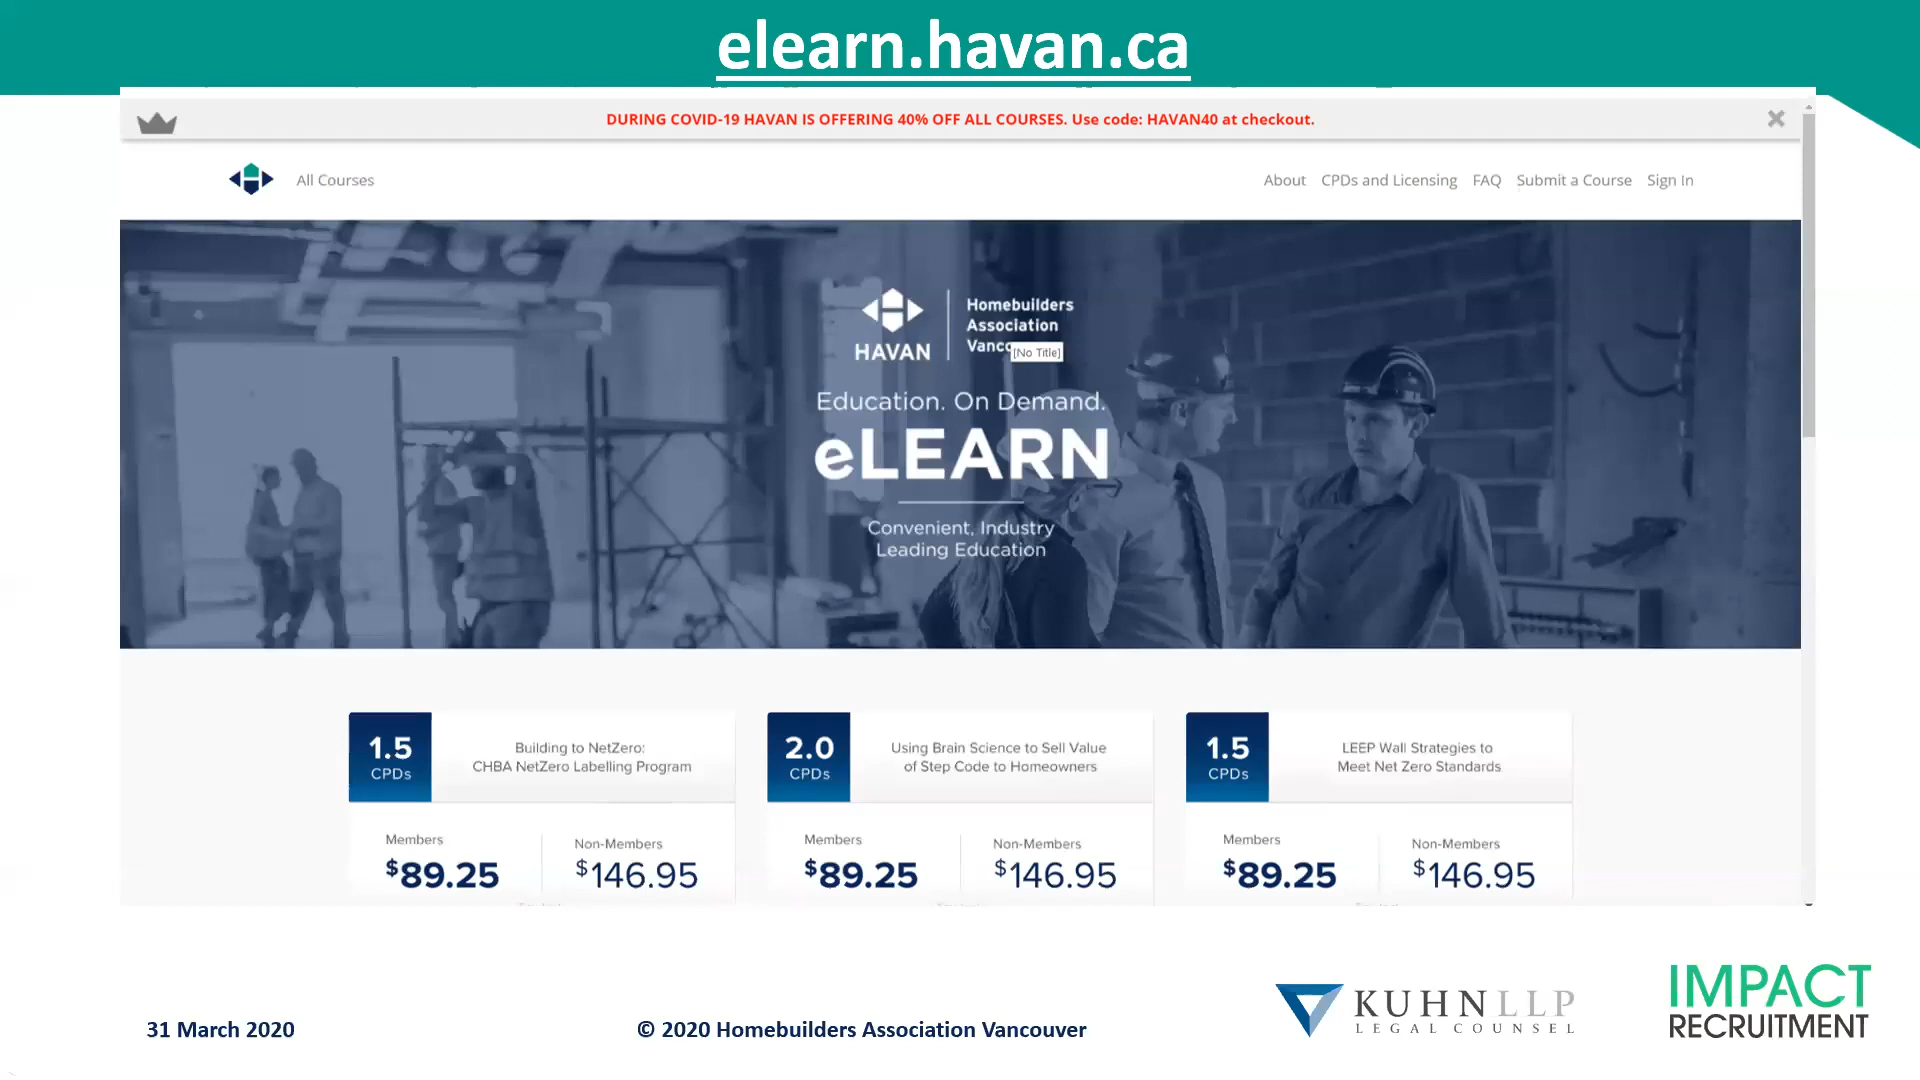 elearn.havan.ca
DURING COVID-19 HAVAN IS OFFERING 40% OFF ALL COURSES. Use code: HAVAN40 at checkout.
All Courses
About CPDs and Licensing FAQ Submit a Course Sign In
HAVAN
Homebuilders
Association
Vanco
[No Title]
Education. On Demand.
eLEARN
Convenient, Industry
Leading Education
1.5
CPDs
Building to NetZero:
CHBA NetZero Labelling Program
Members
$89.25
Non-Members
$146.95
2.0
CPDs
Using Brain Science to Sell Value
of Step Code to Homeowners
Members
$89.25
Non-Members
$146.95
1.5
CPDs
LEEP Wall Strategies to
Meet Net Zero Standards
Members
$89.25
Non-Members
$146.95
31 March 2020
© 2020 Homebuilders Association Vancouver
KUHN LLP
LEGAL COUNSEL
IMPACT
RECRUITMENT